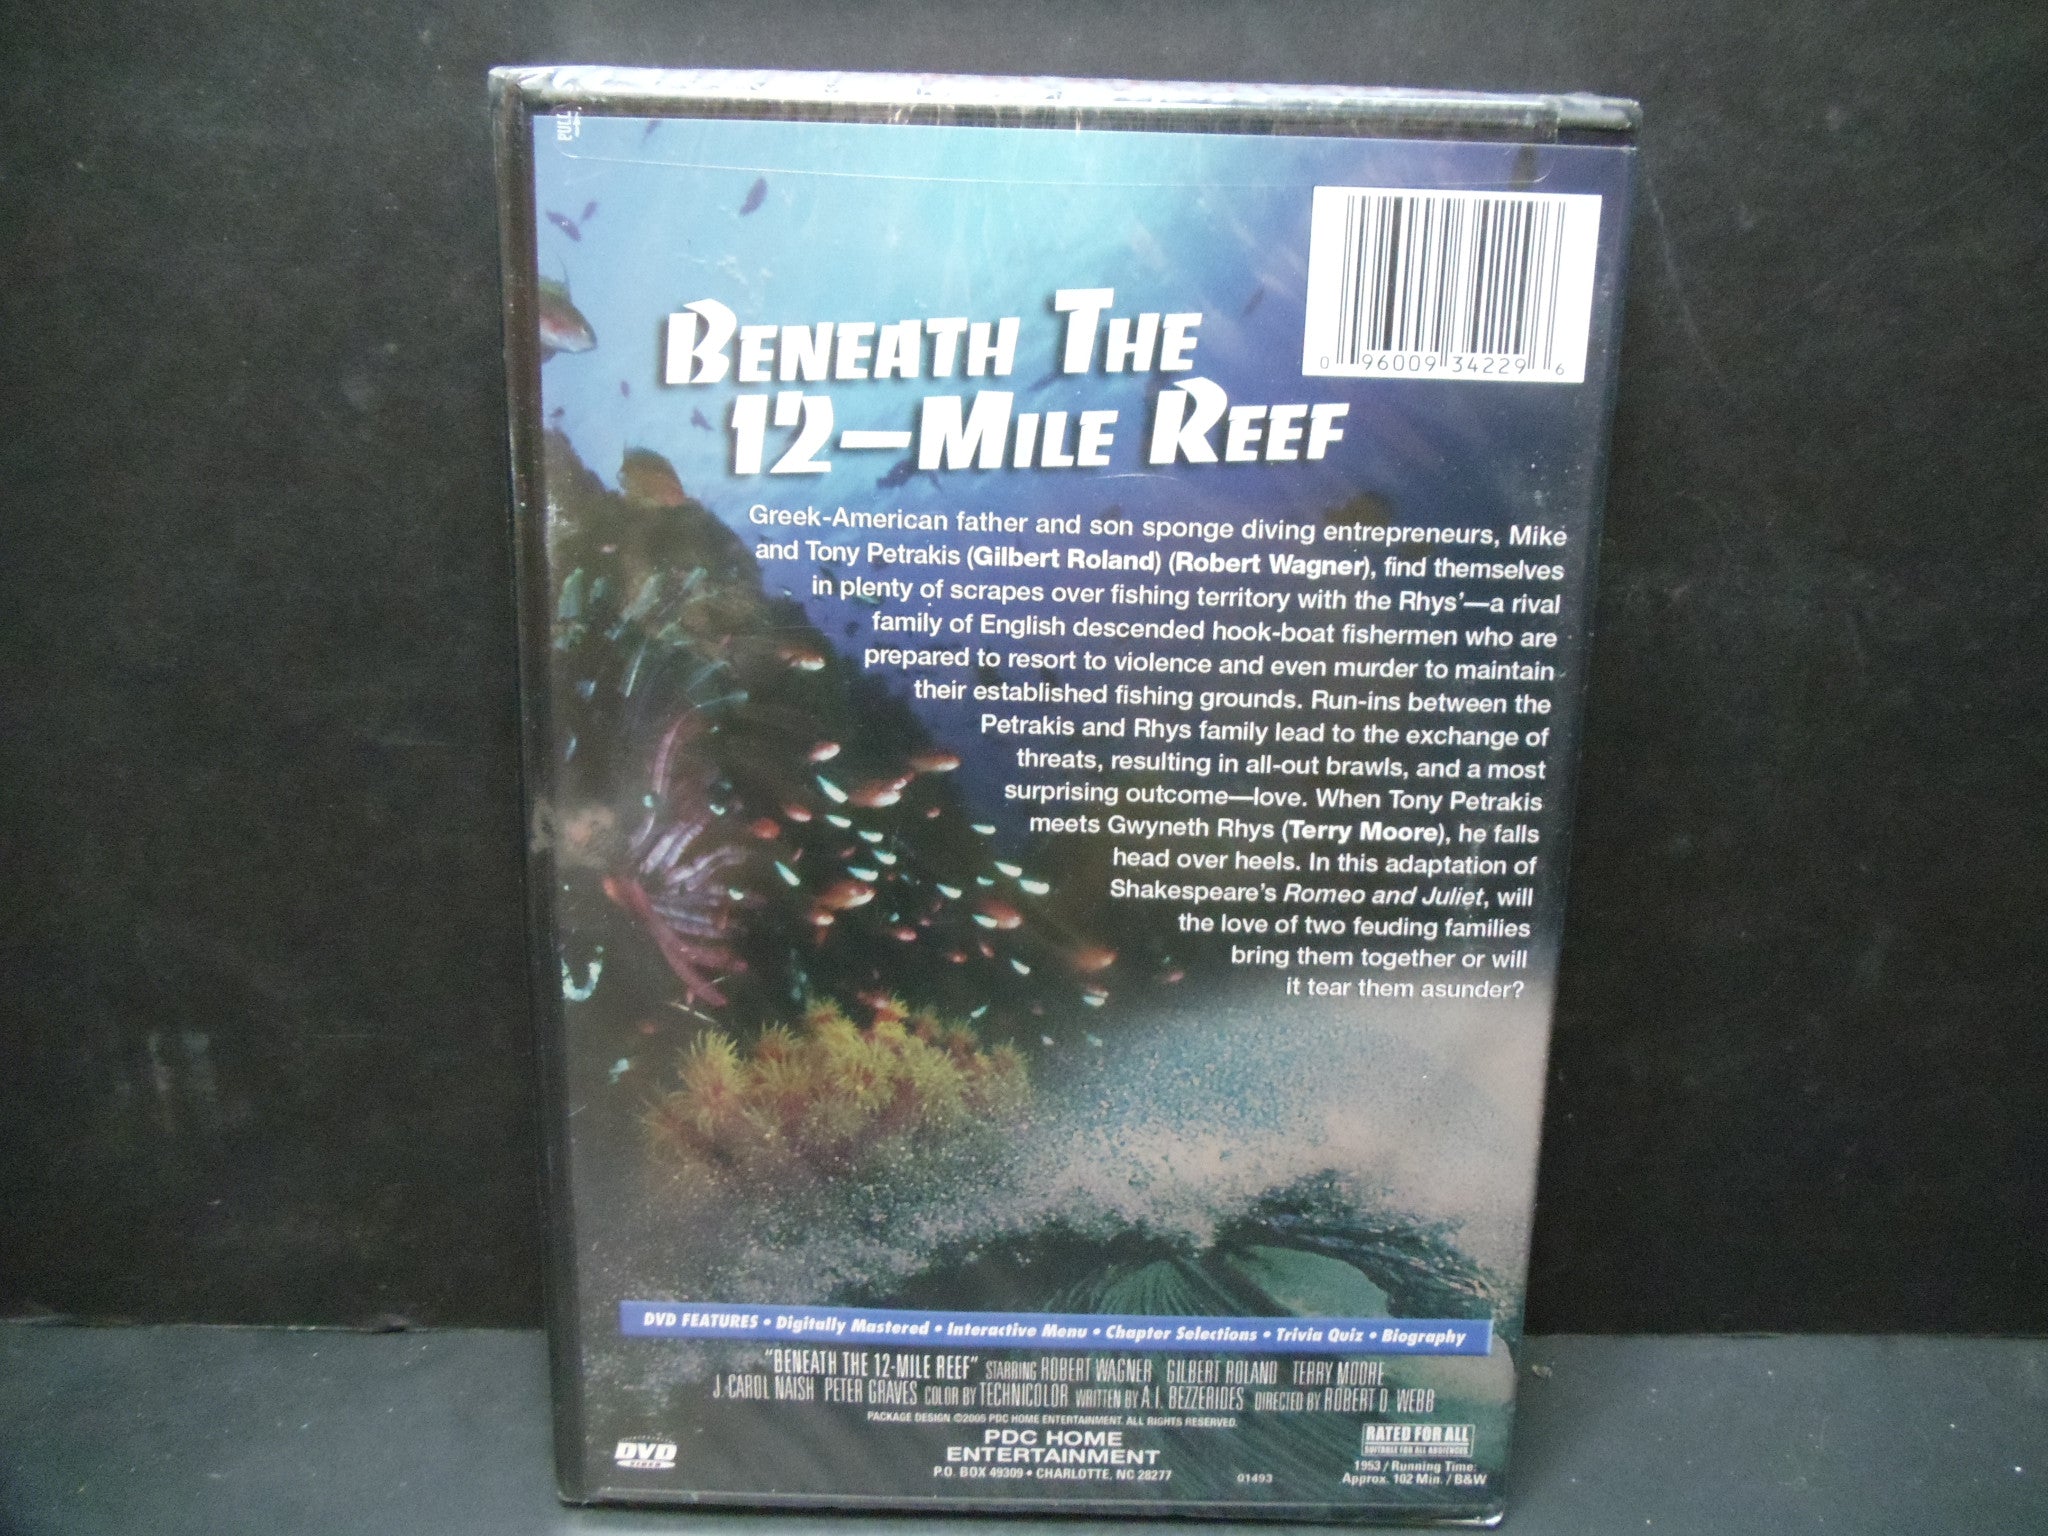 PULL
0 96009 34229 6
BENEATH THE
12–MILE REEF
Greek-American father and son sponge diving entrepreneurs, Mike
and Tony Petrakis (Gilbert Roland) (Robert Wagner), find themselves
in plenty of scrapes over fishing territory with the Rhys'—a rival
family of English descended hook-boat fishermen who are
prepared to resort to violence and even murder to maintain
their established fishing grounds. Run-ins between the
Petrakis and Rhys family lead to the exchange of
threats, resulting in all-out brawls, and a most
surprising outcome—love. When Tony Petrakis
meets Gwyneth Rhys (Terry Moore), he falls
head over heels. In this adaptation of
Shakespeare's Romeo and Juliet, will
the love of two feuding families
bring them together or will
it tear them asunder?
DVD FEATURES • Digitally Mastered • Interactive Menu • Chapter Selections • Trivia Quiz • Biography
"BENEATH THE 12-MILE REEF" STARRING ROBERT WAGNER GILBERT ROLAND TERRY MOORE
J. CAROL NAISH PETER GRAVES COLOR BY TECHNICOLOR WRITTEN BY A.I. BEZZERIDES DIRECTED BY ROBERT D. WEBB
PACKAGE DESIGN ©2005 PDC HOME ENTERTAINMENT. ALL RIGHTS RESERVED.
DVD
VIDEO
PDC HOME
ENTERTAINMENT
P.O. BOX 49309 • CHARLOTTE, NC 28277
01493
RATED FOR ALL
SUITABLE FOR ALL AUDIENCES
1953 / Running Time:
Approx. 102 Min. / B&W